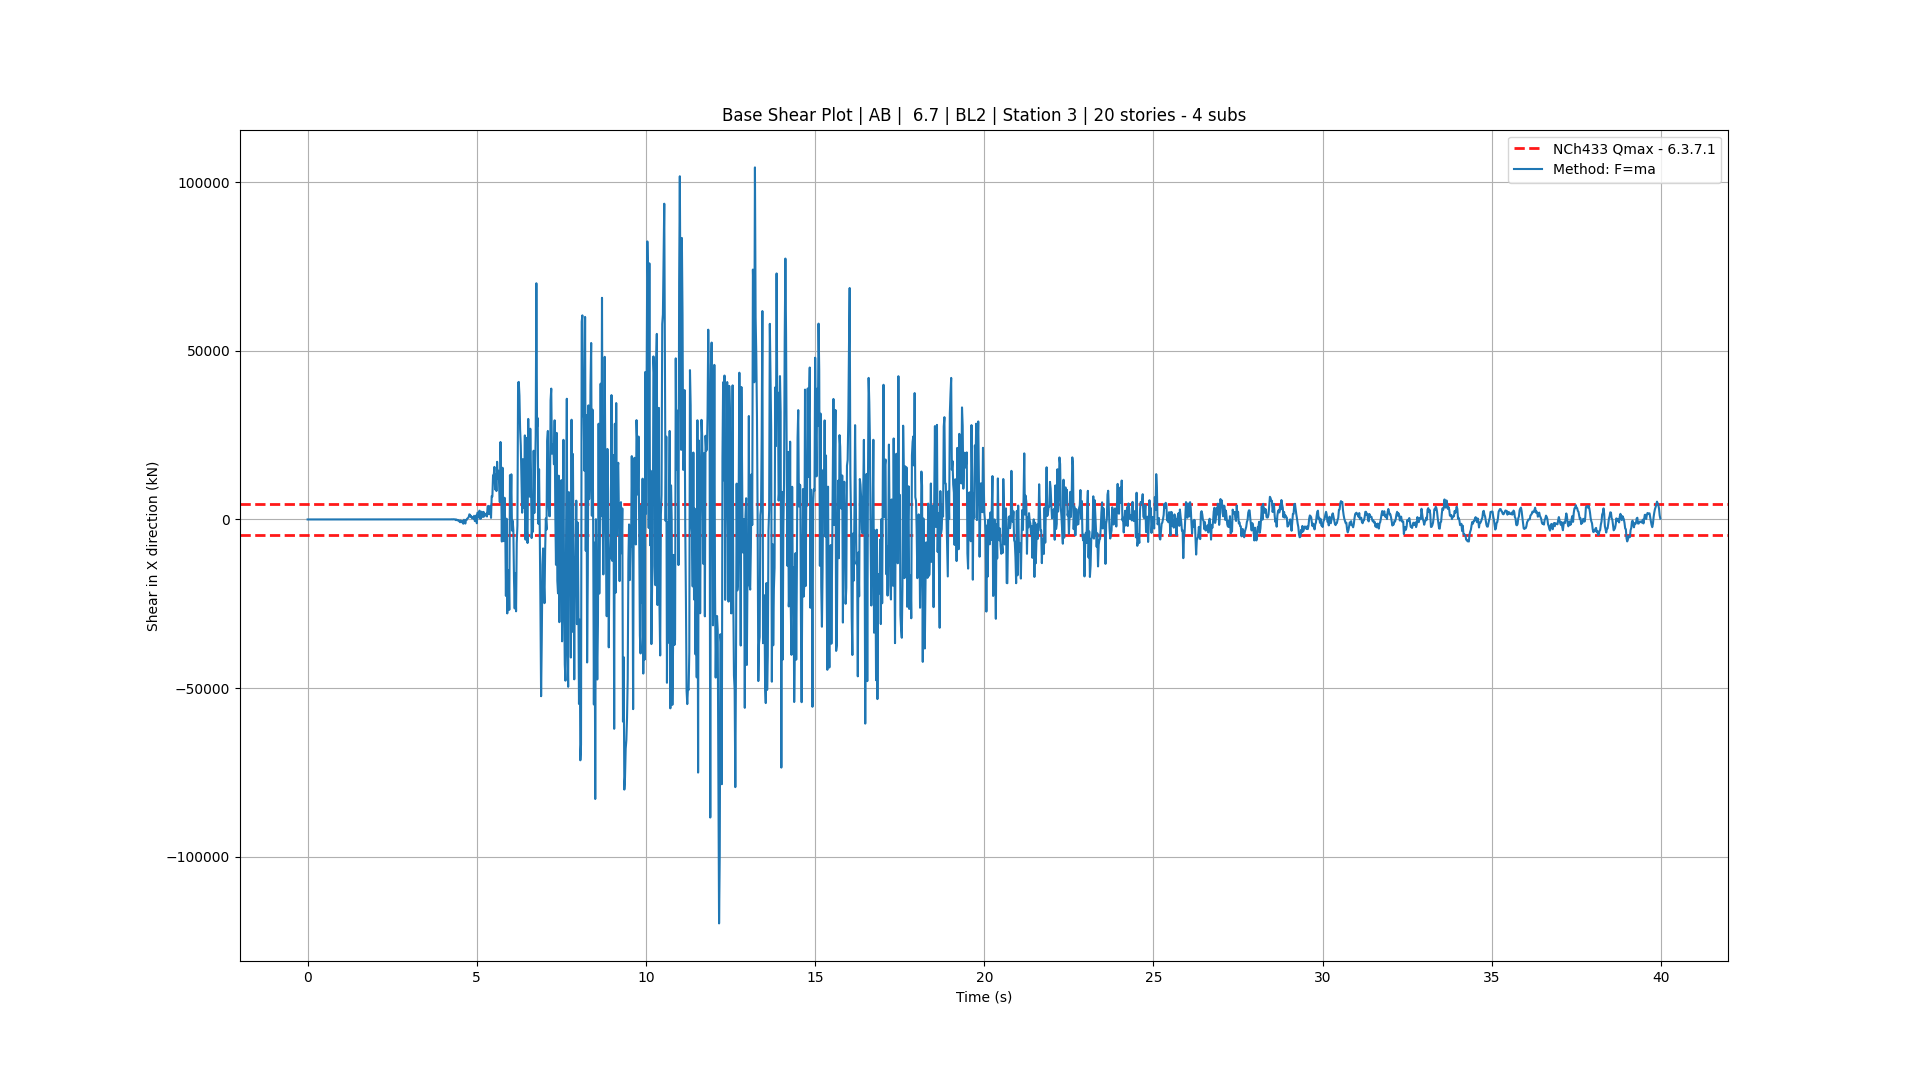 Base Shear Plot | AB |  6.7 | BL2 | Station 3 | 20 stories - 4 subs
NCh433 Qmax - 6.3.7.1
Method: F=ma
Shear in X direction (kN)
100000
50000
0
−50000
−100000
0 5 10 15 20 25 30 35 40
Time (s)